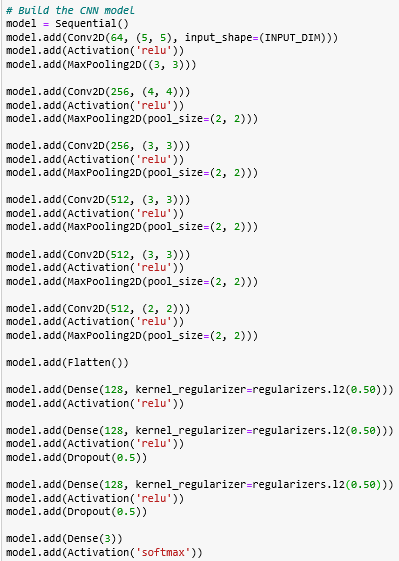 # Build the CNN model
model = Sequential()
model.add(Conv2D(64, (5, 5), input_shape=(INPUT_DIM)))
model.add(Activation('relu'))
model.add(MaxPooling2D((3, 3)))

model.add(Conv2D(256, (4, 4)))
model.add(Activation('relu'))
model.add(MaxPooling2D(pool_size=(2, 2)))

model.add(Conv2D(256, (3, 3)))
model.add(Activation('relu'))
model.add(MaxPooling2D(pool_size=(2, 2)))

model.add(Conv2D(512, (3, 3)))
model.add(Activation('relu'))
model.add(MaxPooling2D(pool_size=(2, 2)))

model.add(Conv2D(512, (3, 3)))
model.add(Activation('relu'))
model.add(MaxPooling2D(pool_size=(2, 2)))

model.add(Conv2D(512, (2, 2)))
model.add(Activation('relu'))
model.add(MaxPooling2D(pool_size=(2, 2)))

model.add(Flatten())

model.add(Dense(128, kernel_regularizer=regularizers.l2(0.50)))
model.add(Activation('relu'))

model.add(Dense(128, kernel_regularizer=regularizers.l2(0.50)))
model.add(Activation('relu'))
model.add(Dropout(0.5))

model.add(Dense(128, kernel_regularizer=regularizers.l2(0.50)))
model.add(Activation('relu'))
model.add(Dropout(0.5))

model.add(Dense(3))
model.add(Activation('softmax'))